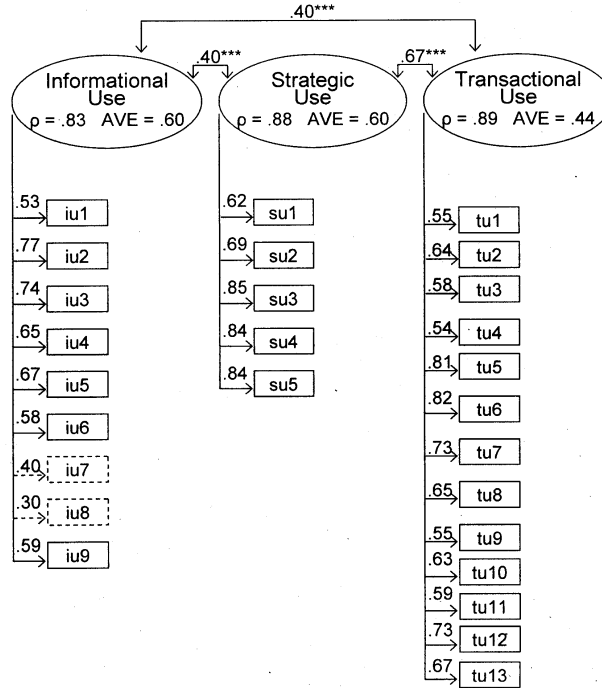 .40***
.40***
.67***
Informational
Use
ρ = .83 AVE = .60
Strategic
Use
ρ = .88 AVE = .60
Transactional
Use
ρ = .89 AVE = .44
.53 iu1
.77 iu2
.74 iu3
.65 iu4
.67 iu5
.58 iu6
.40 iu7
.30 iu8
.59 iu9
.62 su1
.69 su2
.85 su3
.84 su4
.84 su5
.55 tu1
.64 tu2
.58 tu3
.54 tu4
.81 tu5
.82 tu6
.73 tu7
.65 tu8
.55 tu9
.63 tu10
.59 tu11
.73 tu12
.67 tu13